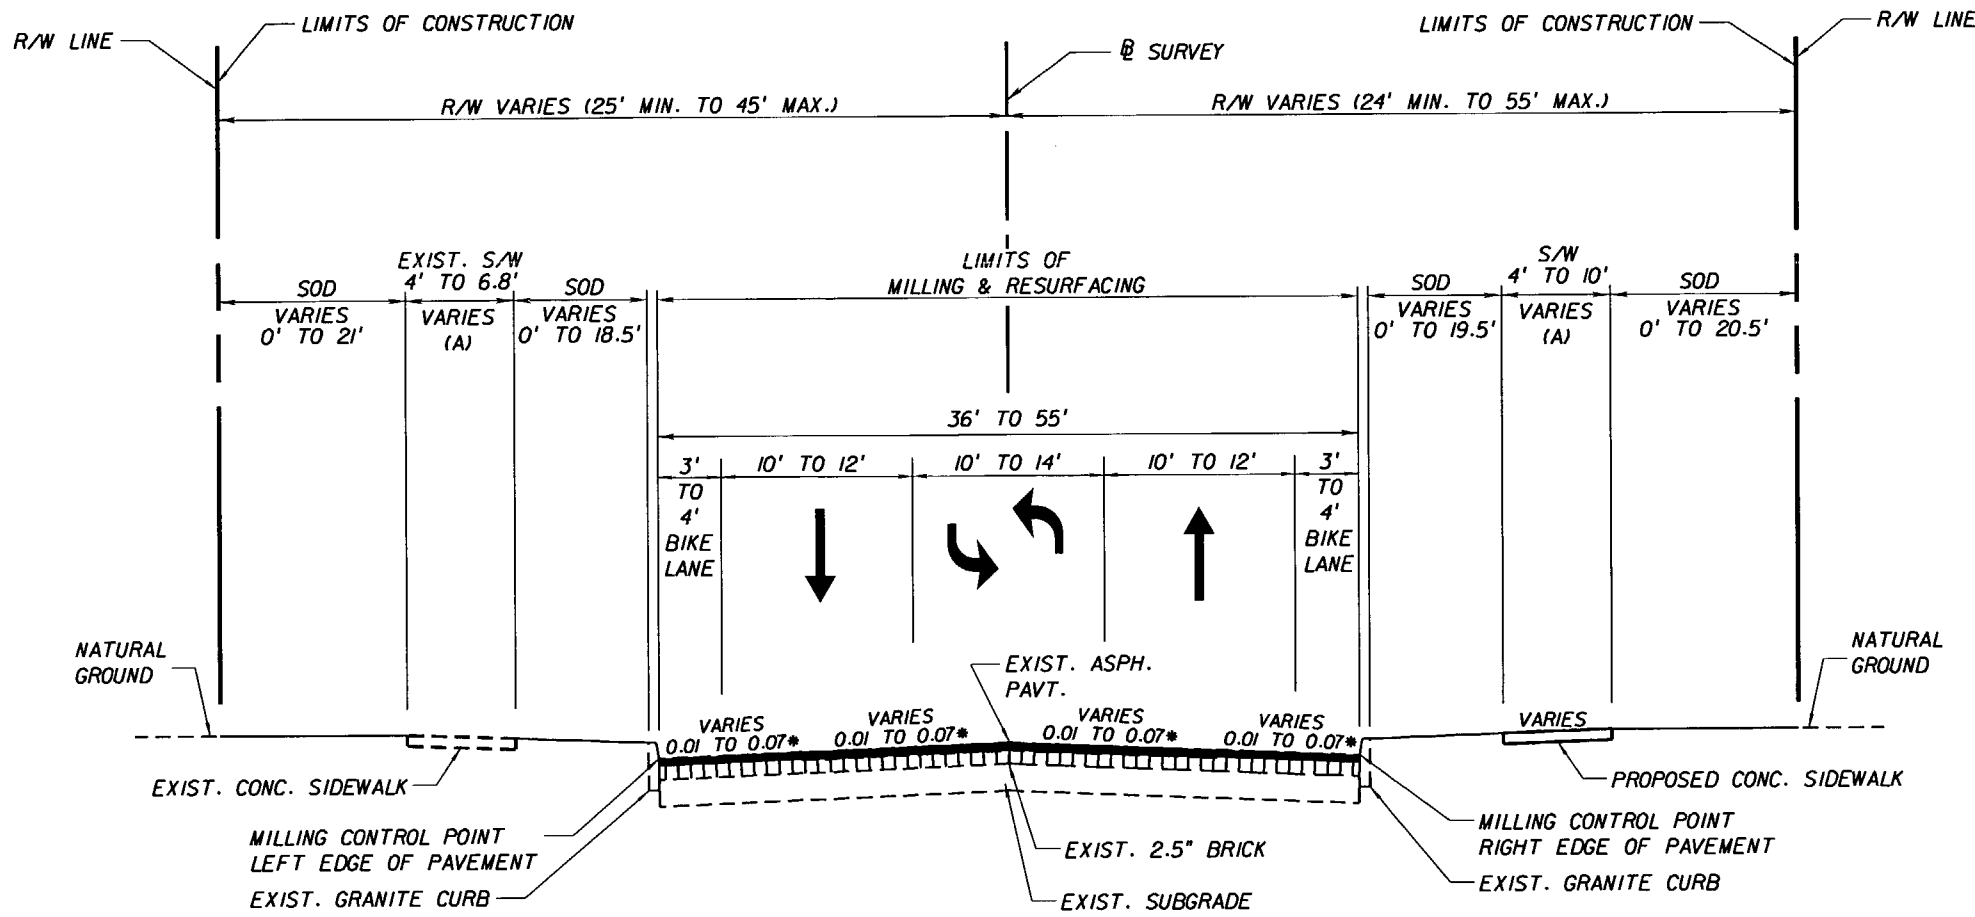 LIMITS OF CONSTRUCTION
R/W LINE
℄ SURVEY
LIMITS OF CONSTRUCTION
R/W LINE
R/W VARIES (25' MIN. TO 45' MAX.)
R/W VARIES (24' MIN. TO 55' MAX.)
SOD
VARIES
0' TO 21'
EXIST. S/W
4' TO 6.8'
VARIES
(A)
SOD
VARIES
0' TO 18.5'
LIMITS OF
MILLING & RESURFACING
SOD
VARIES
0' TO 19.5'
S/W
4' TO 10'
VARIES
(A)
SOD
VARIES
0' TO 20.5'
36' TO 55'
3'
TO
4'
BIKE
LANE
10' TO 12'
10' TO 14'
10' TO 12'
3'
TO
4'
BIKE
LANE
NATURAL
GROUND
EXIST. ASPH.
PAVT.
NATURAL
GROUND
VARIES
0.01 TO 0.07*
VARIES
0.01 TO 0.07*
VARIES
0.01 TO 0.07*
VARIES
0.01 TO 0.07*
VARIES
EXIST. CONC. SIDEWALK
PROPOSED CONC. SIDEWALK
MILLING CONTROL POINT
LEFT EDGE OF PAVEMENT
EXIST. GRANITE CURB
EXIST. 2.5" BRICK
EXIST. SUBGRADE
MILLING CONTROL POINT
RIGHT EDGE OF PAVEMENT
EXIST. GRANITE CURB